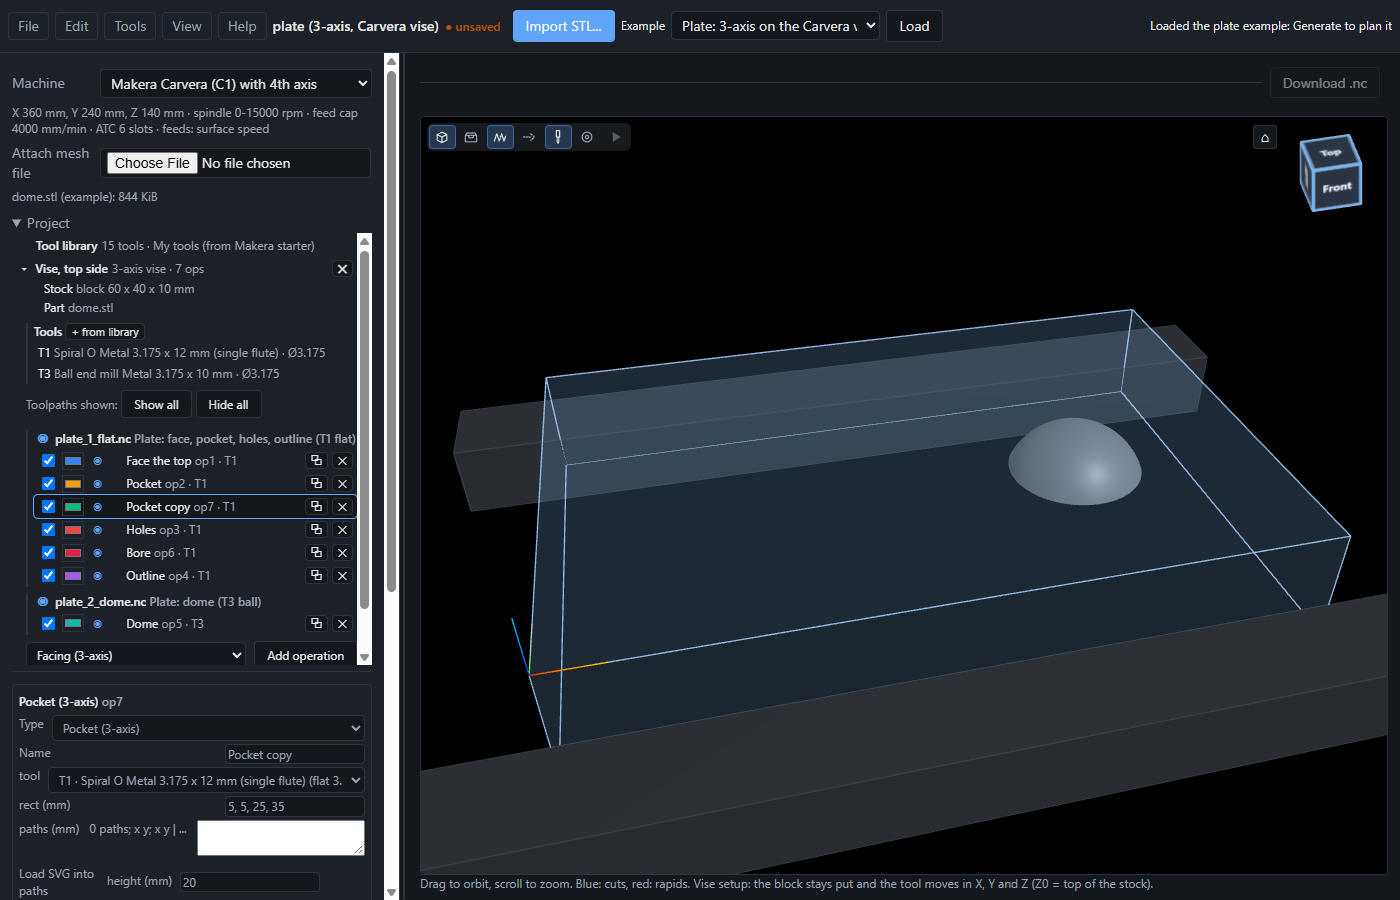 File Edit Tools View Help plate (3-axis, Carvera vise) • unsaved Import STL... Example Plate: 3-axis on the Carvera v Load Loaded the plate example: Generate to plan it
Machine Makera Carvera (C1) with 4th axis
X 360 mm, Y 240 mm, Z 140 mm · spindle 0-15000 rpm · feed cap
4000 mm/min · ATC 6 slots · feeds: surface speed
Attach mesh file Choose File No file chosen
dome.stl (example): 844 KiB
Project
Tool library 15 tools · My tools (from Makera starter)
Vise, top side 3-axis vise · 7 ops
Stock block 60 x 40 x 10 mm
Part dome.stl
Tools + from library
T1 Spiral O Metal 3.175 x 12 mm (single flute) · Ø3.175
T3 Ball end mill Metal 3.175 x 10 mm · Ø3.175
Toolpaths shown: Show all Hide all
plate_1_flat.nc Plate: face, pocket, holes, outline (T1 flat)
Face the top op1 · T1
Pocket op2 · T1
Pocket copy op7 · T1
Holes op3 · T1
Bore op6 · T1
Outline op4 · T1
plate_2_dome.nc Plate: dome (T3 ball)
Dome op5 · T3
Facing (3-axis) Add operation
Pocket (3-axis) op7
Type Pocket (3-axis)
Name Pocket copy
tool T1 · Spiral O Metal 3.175 x 12 mm (single flute) (flat 3.
rect (mm) 5, 5, 25, 35
paths (mm) 0 paths; x y; x y | ...
Load SVG into paths height (mm) 20
Download .nc
Top
Front
Drag to orbit, scroll to zoom. Blue: cuts, red: rapids. Vise setup: the block stays put and the tool moves in X, Y and Z (Z0 = top of the stock).